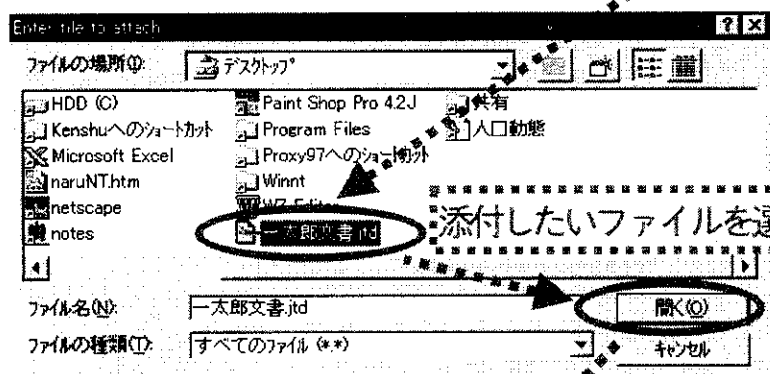 Enter file to attach
ファイルの場所(I):
デスクトップ
HDD (C)
Kenshuへのショートカット
Microsoft Excel
naruNT.htm
netscape
notes
Paint Shop Pro 4.2J
Program Files
Proxy97へのショートカット
Winnt
WZ Editor
一太郎文書.jtd
共有
人口動態
添付したいファイルを選
ファイル名(N):
一太郎文書.jtd
開く(O)
ファイルの種類(T):
すべてのファイル (*.*)
キャンセル